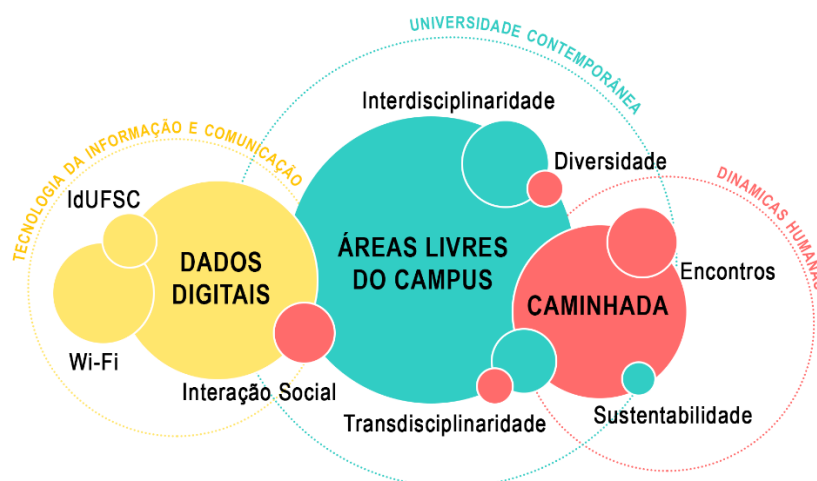 UNIVERSIDADE CONTEMPORÂNEA
TECNOLOGIA DA INFORMAÇÃO E COMUNICAÇÃO
DINAMICAS HUMANAS
Interdisciplinaridade
Diversidade
IdUFSC
DADOS
DIGITAIS
ÁREAS LIVRES
DO CAMPUS
CAMINHADA
Encontros
Wi-Fi
Interação Social
Transdisciplinaridade
Sustentabilidade